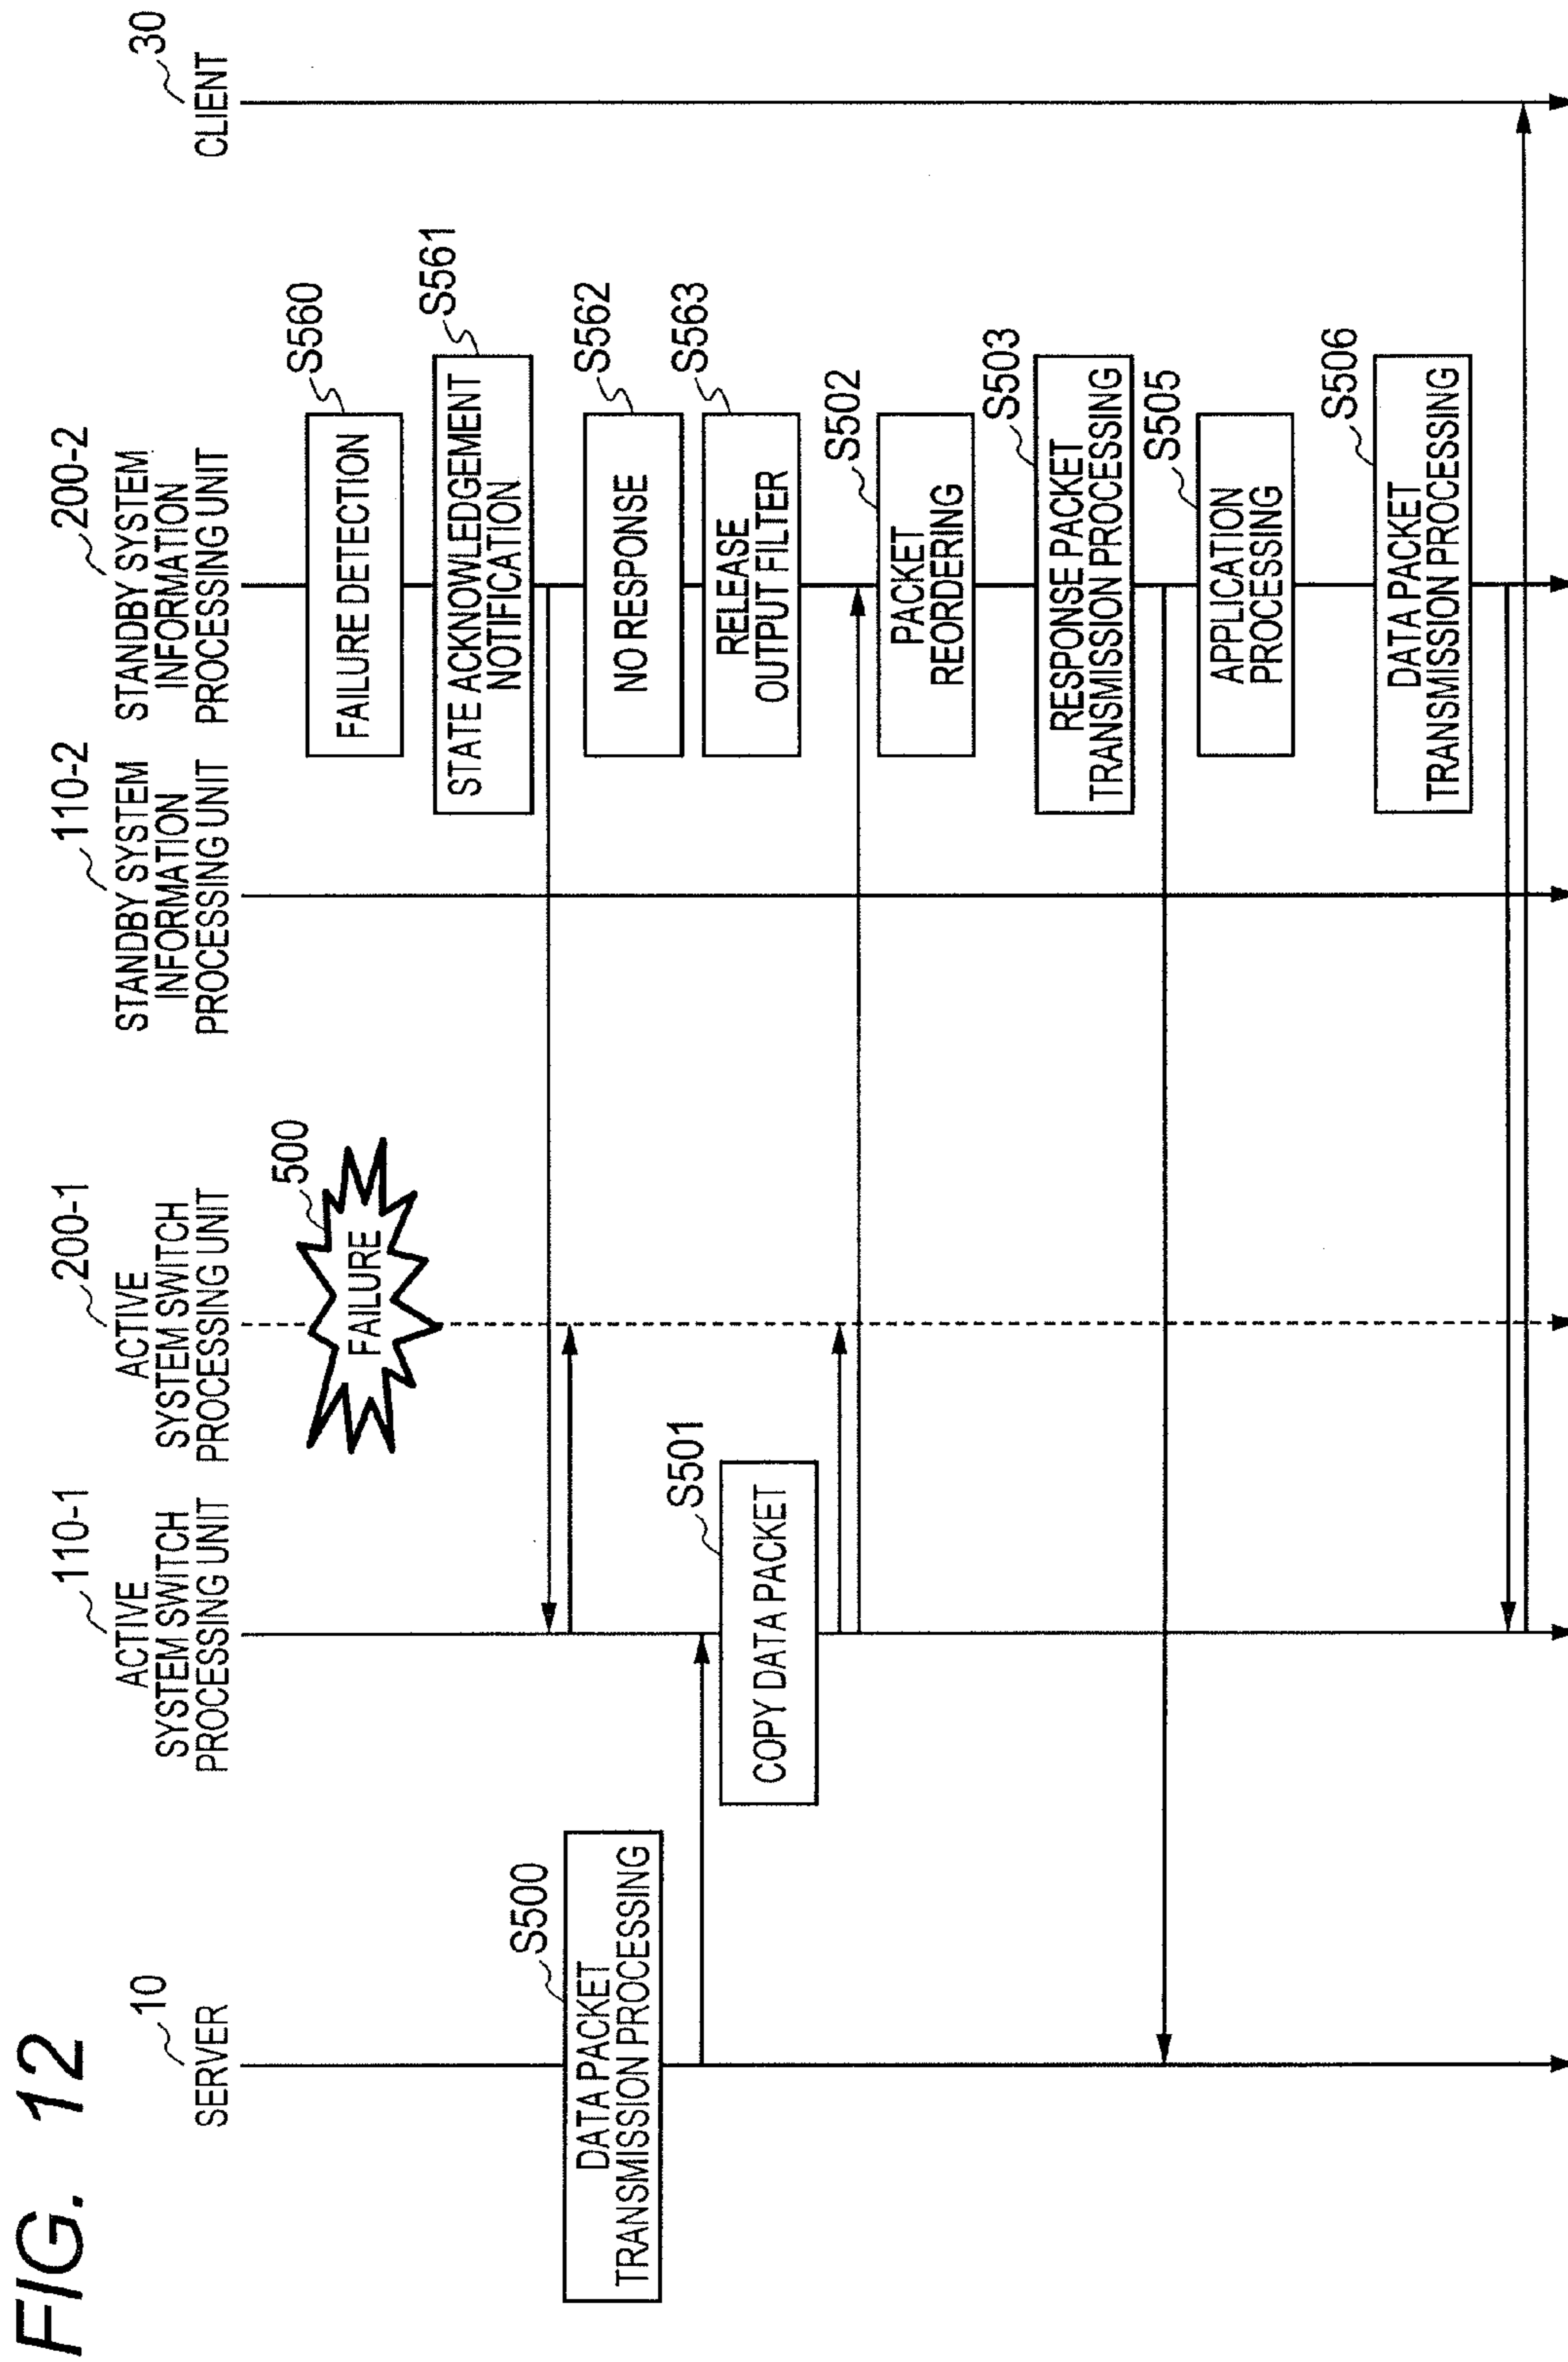 FIG. 12
10
SERVER
110-1
ACTIVE
SYSTEM SWITCH
PROCESSING UNIT
200-1
ACTIVE
SYSTEM SWITCH
PROCESSING UNIT
110-2
STANDBY SYSTEM
INFORMATION
PROCESSING UNIT
200-2
STANDBY SYSTEM
INFORMATION
PROCESSING UNIT
30
CLIENT
500
FAILURE
S560
FAILURE DETECTION
S561
STATE ACKNOWLEDGEMENT
NOTIFICATION
S500
DATA PACKET
TRANSMISSION PROCESSING
S562
NO RESPONSE
S501
COPY DATA PACKET
S563
RELEASE
OUTPUT FILTER
S502
PACKET
REORDERING
S503
RESPONSE PACKET
TRANSMISSION PROCESSING
S505
APPLICATION
PROCESSING
S506
DATA PACKET
TRANSMISSION PROCESSING